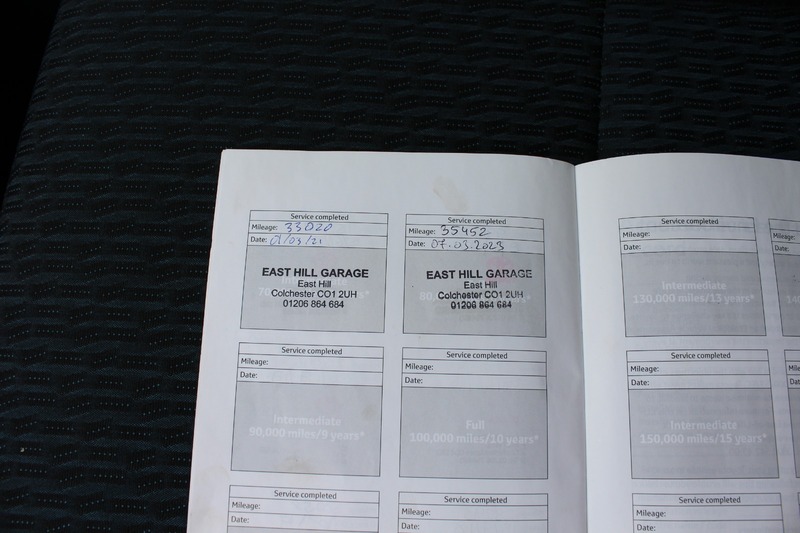 Service completed
Mileage: 33020
Date: 01/03/21
EAST HILL GARAGE
East Hill
Colchester CO1 2UH
01206 864 684
Service completed
Mileage: 35452
Date: 07.03.2023
EAST HILL GARAGE
East Hill
Colchester CO1 2UH
01206 864 684
Service completed
Mileage:
Date:
Intermediate
90,000 miles/9 years*
Service completed
Mileage:
Date:
Full
100,000 miles/10 years*
Service completed
Mileage:
Date:
Service completed
Mileage:
Date:
Service completed
Mileage:
Date:
Intermediate
130,000 miles/13 years*
Service completed
Mileage:
Date:
Intermediate
150,000 miles/15 years*
Service completed
Mileage:
Date: